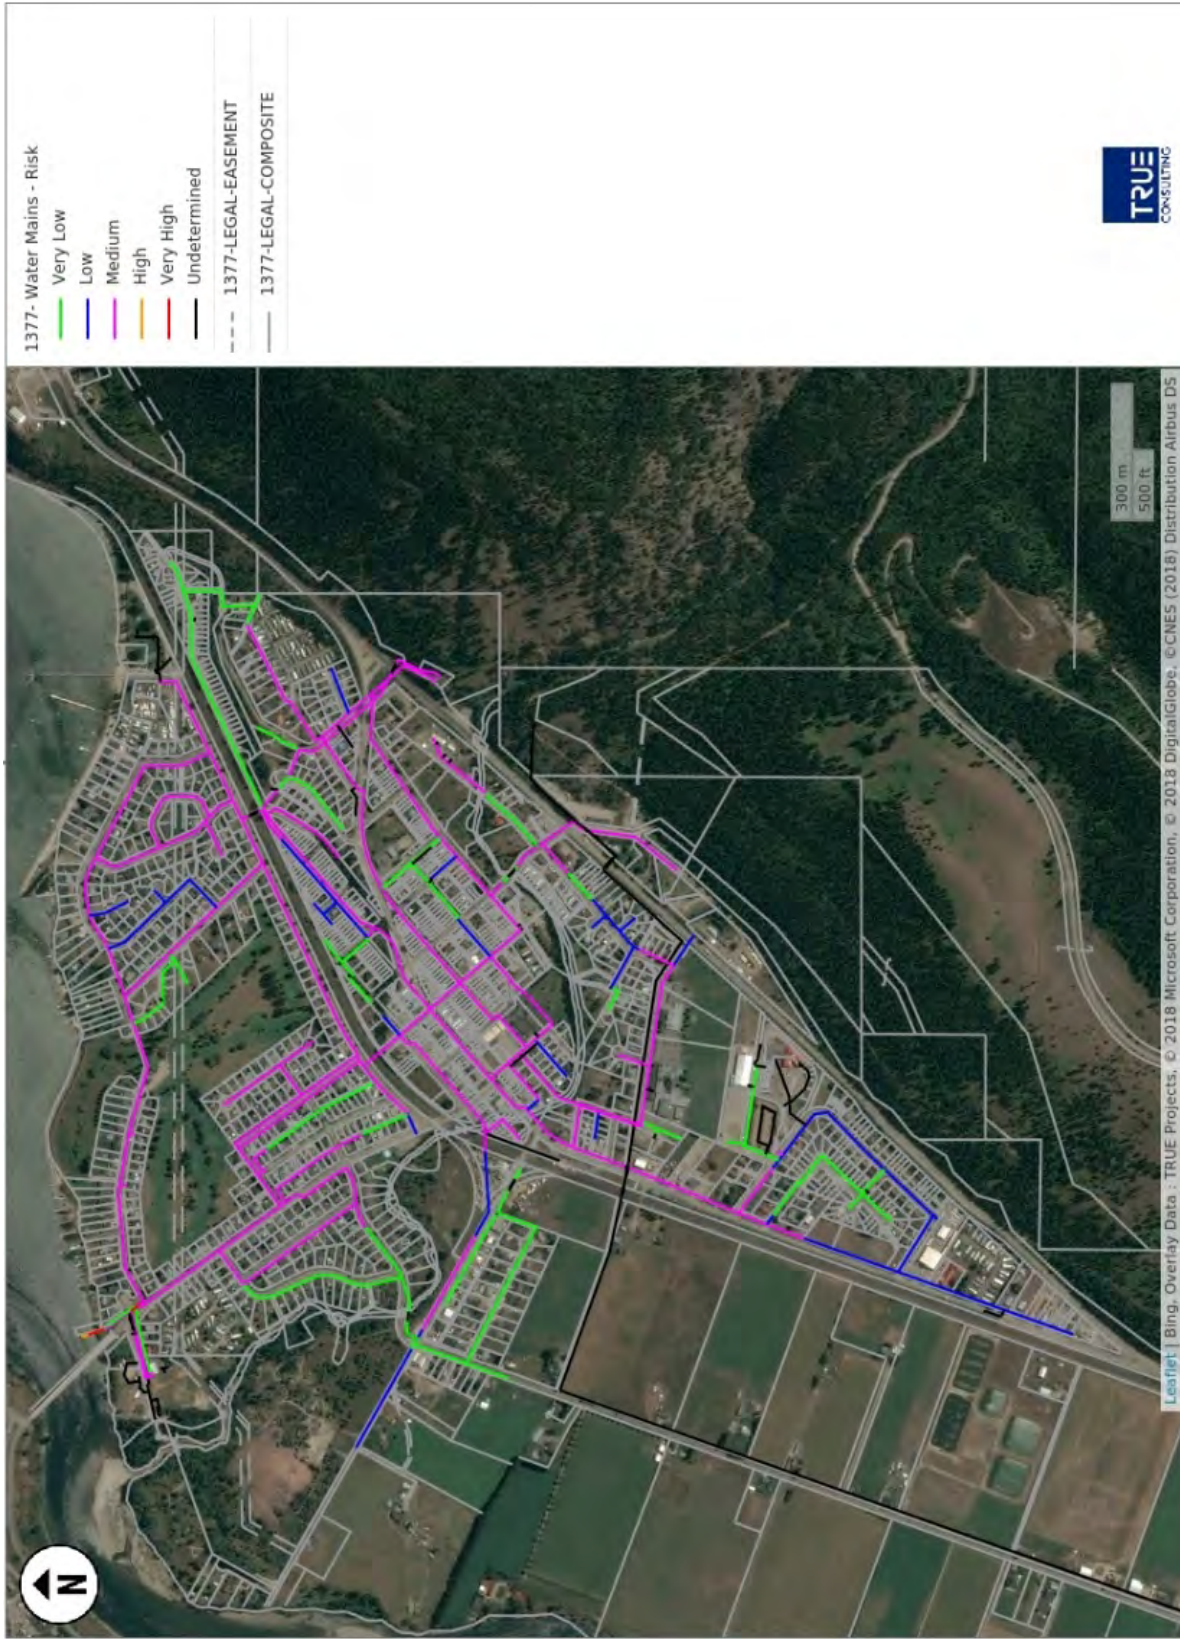 1377- Water Mains - Risk
Very Low
Low
Medium
High
Very High
Undetermined
1377-LEGAL-EASEMENT
1377-LEGAL-COMPOSITE
N
300 m
500 ft
TRUE
CONSULTING
Leaflet | Bing, Overlay Data : TRUE Projects, © 2018 Microsoft Corporation, © 2018 DigitalGlobe, ©CNES (2018) Distribution Airbus DS